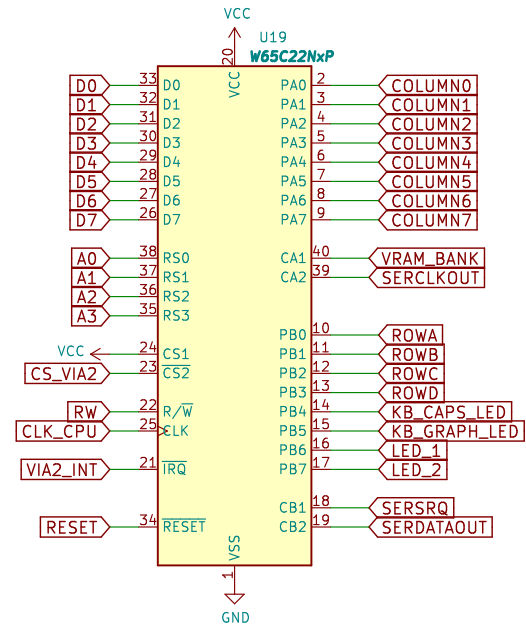 VCC
U19
W65C22NxP
20
VCC
D0 33 D0 PA0 2 COLUMN0
D1 32 D1 PA1 3 COLUMN1
D2 31 D2 PA2 4 COLUMN2
D3 30 D3 PA3 5 COLUMN3
D4 29 D4 PA4 6 COLUMN4
D5 28 D5 PA5 7 COLUMN5
D6 27 D6 PA6 8 COLUMN6
D7 26 D7 PA7 9 COLUMN7
A0 38 RS0 CA1 40 VRAM_BANK
A1 37 RS1 CA2 39 SERCLKOUT
A2 36 RS2
A3 35 RS3
PB0 10 ROWA
VCC 24 CS1 PB1 11 ROWB
CS_VIA2 23 CS2 PB2 12 ROWC
PB3 13 ROWD
RW 22 R/W PB4 14 KB_CAPS_LED
CLK_CPU 25 CLK PB5 15 KB_GRAPH_LED
PB6 16 LED_1
VIA2_INT 21 IRQ PB7 17 LED_2
CB1 18 SERSRQ
RESET 34 RESET CB2 19 SERDATAOUT
VSS
1
GND